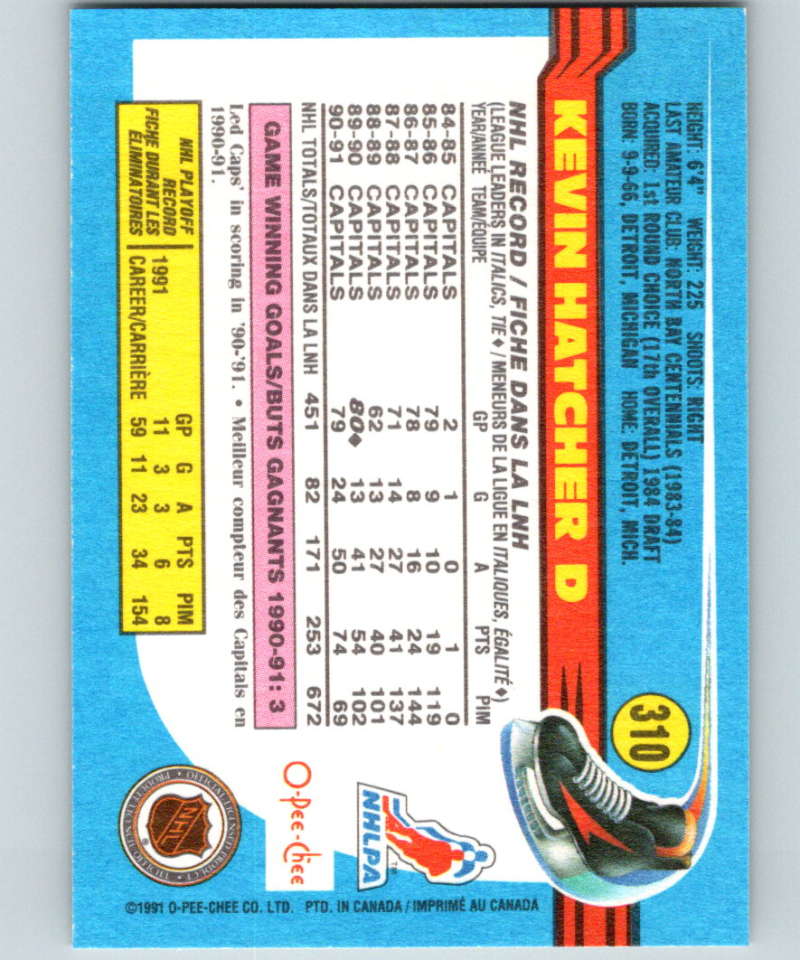 310
HEIGHT: 6'4" WEIGHT: 225 SHOOTS: RIGHT
LAST AMATEUR CLUB: NORTH BAY CENTENNIALS (1983-84)
ACQUIRED: 1st ROUND CHOICE (17th OVERALL) 1984 DRAFT
BORN: 9-9-66, DETROIT, MICHIGAN HOME: DETROIT, MICH.
KEVIN HATCHER D
NHL RECORD / FICHE DANS LA LNH
(LEAGUE LEADERS IN ITALICS, TIE ♦ / MENEURS DE LA LIGUE EN ITALIQUES, ÉGALITÉ ♦)
YEAR/ANNÉE TEAM/ÉQUIPE GP G A PTS PIM
84-85 CAPITALS 2 1 0 1 0
85-86 CAPITALS 79 9 10 19 119
86-87 CAPITALS 78 8 16 24 144
87-88 CAPITALS 71 14 27 41 137
88-89 CAPITALS 62 13 27 40 101
89-90 CAPITALS 80♦ 13 41 54 102
90-91 CAPITALS 79 24 50 74 69
NHL TOTALS/TOTAUX DANS LA LNH 451 82 171 253 672
GAME WINNING GOALS/BUTS GAGNANTS 1990-91: 3
Led Caps' in scoring in '90-'91. • Meilleur compteur des Capitals en
1990-91.
NHL PLAYOFF
RECORD
FICHE DURANT LES
ÉLIMINATOIRES
GP G A PTS PIM
1991 11 3 3 6 8
CAREER/CARRIÈRE 59 11 23 34 154
NHLPA
TM
O-Pee-Chee
NHL
®
©1991 O-PEE-CHEE CO. LTD. PTD. IN CANADA / IMPRIMÉ AU CANADA